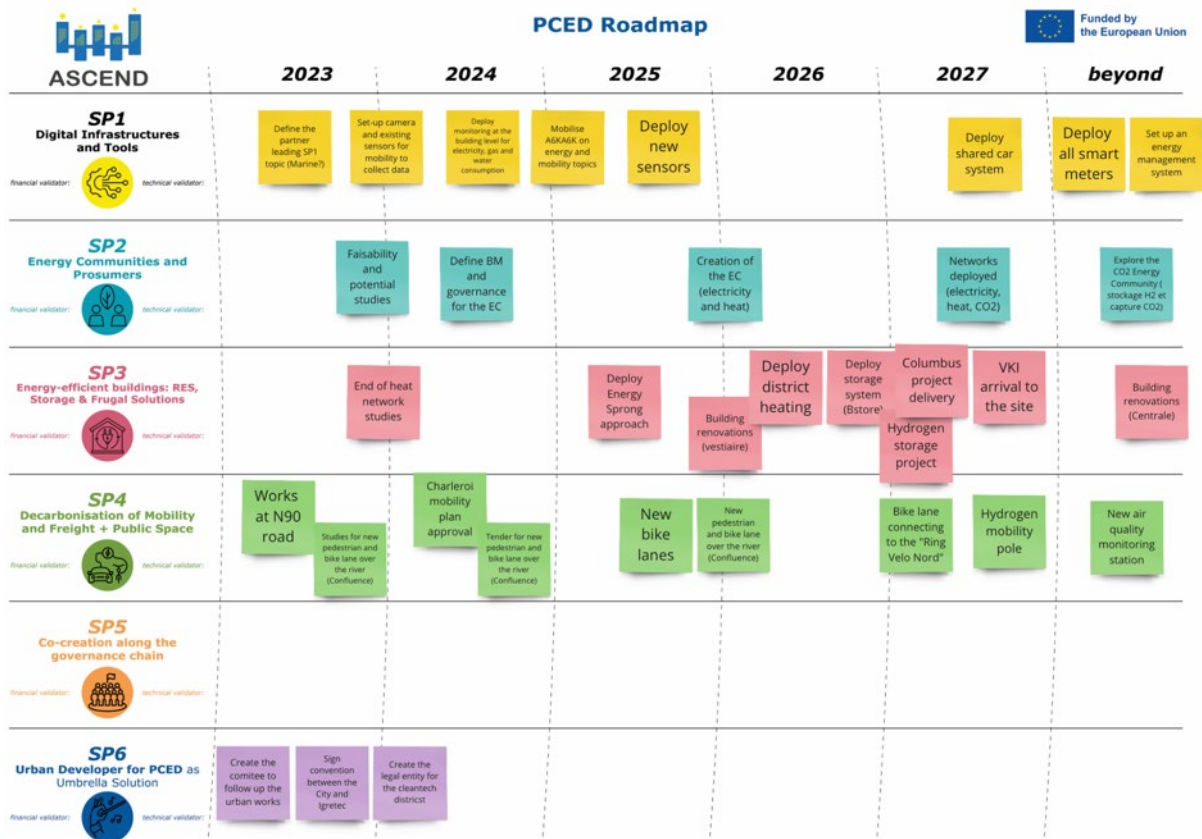 PCED Roadmap
Funded by
the European Union
ASCEND
2023
2024
2025
2026
2027
beyond
SP1
Digital Infrastructures
and Tools
financial validator:
technical validator:
Define the
partner
leading SP1
topic (Marine?)
Set-up camera
and existing
sensors for
mobility to
collect data
Deploy
monitoring at the
building level for
electricity, gas and
water
consumption
Mobilise
A6KA6K on
energy and
mobility topics
Deploy
new
sensors
Deploy
shared car
system
Deploy
all smart
meters
Set up an
energy
management
system
SP2
Energy Communities and
Prosumers
financial validator:
technical validator:
Faisability
and
potential
studies
Define BM
and
governance
for the EC
Creation of
the EC
(electricity
and heat)
Networks
deployed
(electricity,
heat, CO2)
Explore the
CO2 Energy
Community (
stockage H2 et
capture CO2)
SP3
Energy-efficient buildings: RES,
Storage & Frugal Solutions
financial validator:
technical validator:
End of heat
network
studies
Deploy
Energy
Sprong
approach
Building
renovations
(vestiaire)
Deploy
district
heating
Deploy
storage
system
(Bstore)
Columbus
project
delivery
Hydrogen
storage
project
VKI
arrival to
the site
Building
renovations
(Centrale)
SP4
Decarbonisation of Mobility
and Freight + Public Space
financial validator:
technical validator:
Works
at N90
road
Studies for new
pedestrian and
bike lane over
the river
(Confluence)
Charleroi
mobility
plan
approval
Tender for new
pedestrian and
bike lane over
the river
(Confluence)
New
bike
lanes
New
pedestrian
and bike lane
over the river
(Confluence)
Bike lane
connecting
to the "Ring
Velo Nord"
Hydrogen
mobility
pole
New air
quality
monitoring
station
SP5
Co-creation along the
governance chain
financial validator:
technical validator:
SP6
Urban Developer for PCED as
Umbrella Solution
financial validator:
technical validator:
Create the
comitee to
follow up the
urban works
Sign
convention
between the
City and
Igretec
Create the
legal entity for
the cleantech
districst